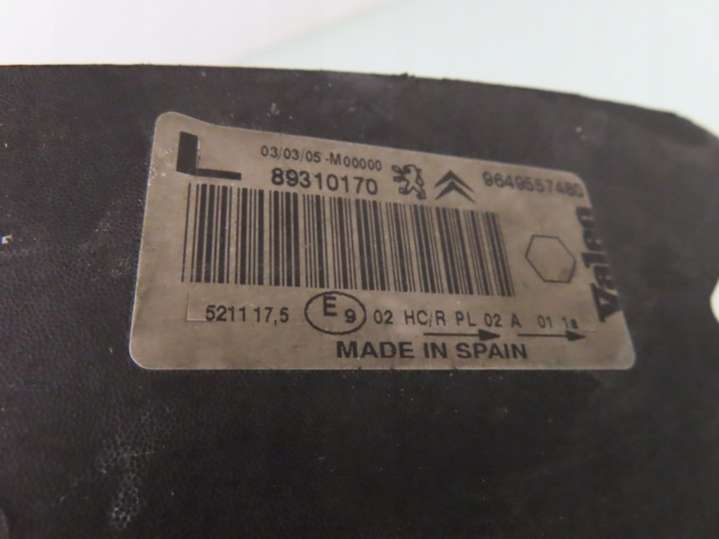 L
03/03/05-M00000
89310170
9649557480
Valeo
5211 17,5 E9 02 HC/R PL 02 A 01 1a
MADE IN SPAIN